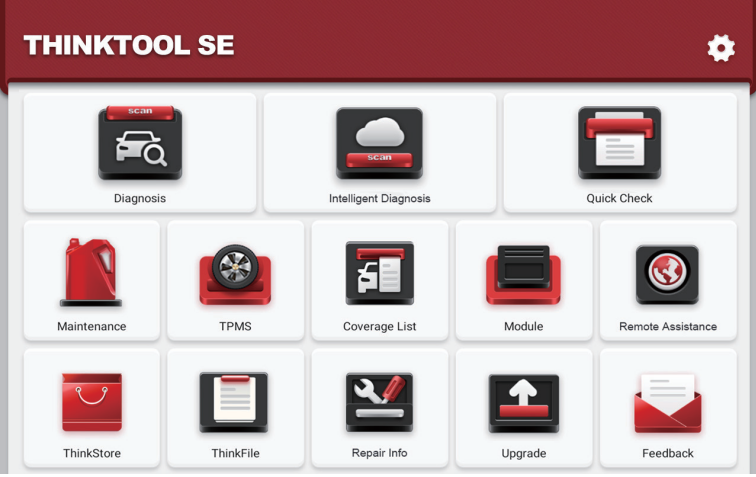 THINKTOOL SE
scan
scan
Diagnosis
Intelligent Diagnosis
Quick Check
Maintenance
TPMS
Coverage List
Module
Remote Assistance
ThinkStore
ThinkFile
Repair Info
Upgrade
Feedback